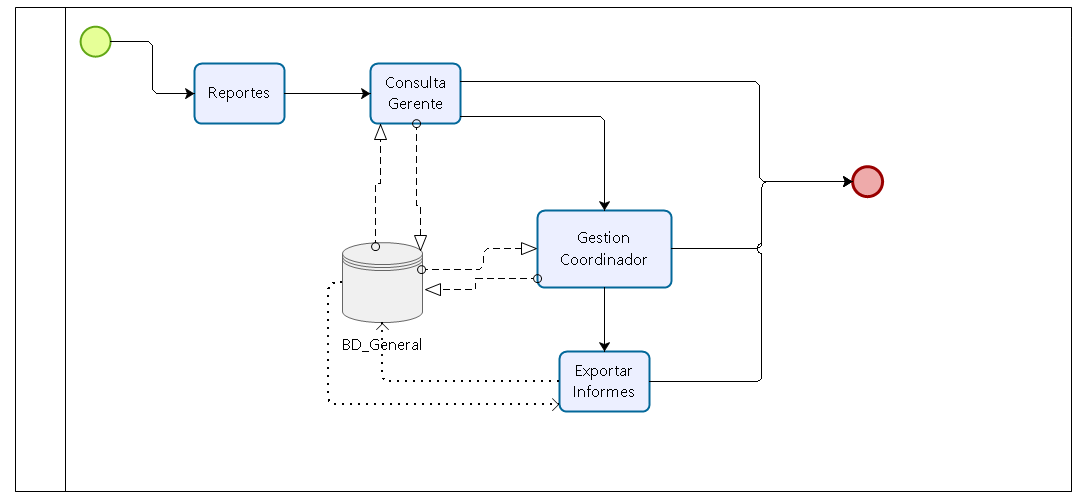 Reportes
Consulta
Gerente
Gestion
Coordinador
BD_General
Exportar
Informes